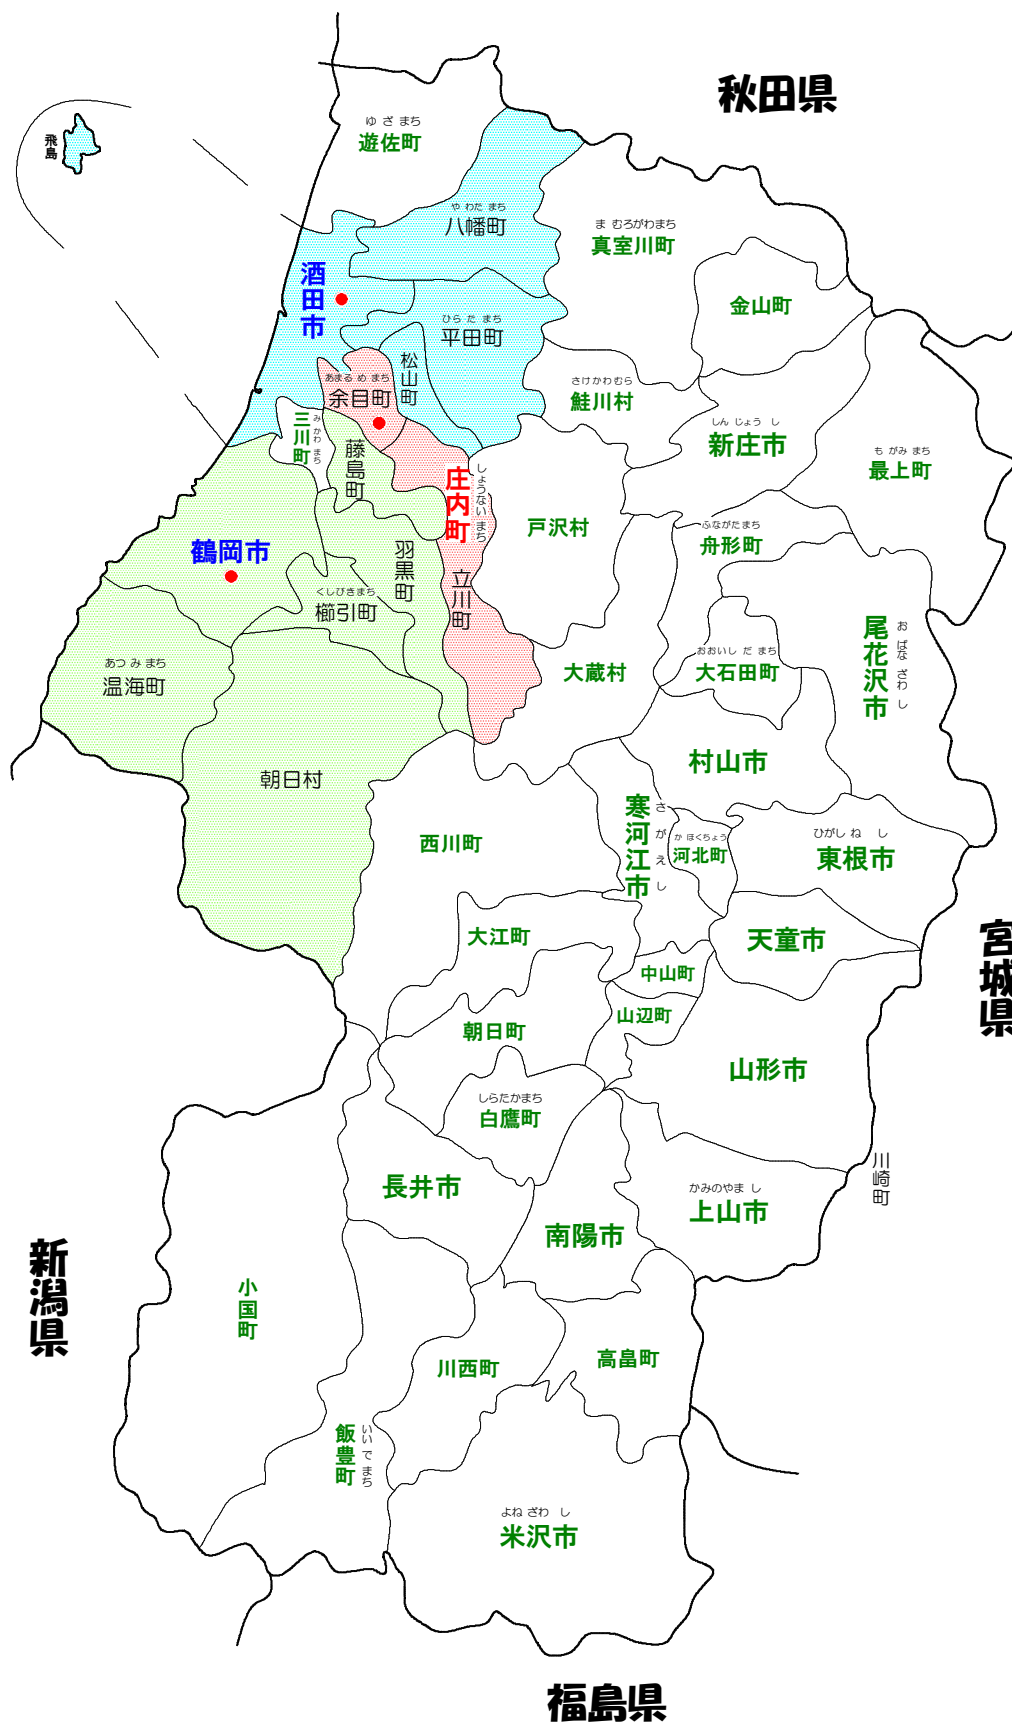 秋田県
ゆざまち
遊佐町
飛島
やわたまち
八幡町
まむろがわまち
真室川町
酒田市
金山町
ひらたまち
平田町
松山町
あまるめまち
余目町
さけがわむら
鮭川村
みかわまち
三川町
しんじょうし
新庄市
藤島町
もがみまち
最上町
しょうないまち
庄内町
戸沢村
ふながたまち
舟形町
鶴岡市
羽黒町
立川町
くしびきまち
櫛引町
おばなざわし
尾花沢市
あつみまち
温海町
大蔵村
おおいしだまち
大石田町
朝日村
村山市
西川町
さがえし
寒河江市
かほくちょう
河北町
ひがしねし
東根市
大江町
天童市
宮城県
中山町
山辺町
朝日町
山形市
しらたかまち
白鷹町
川崎町
長井市
かみのやまし
上山市
南陽市
新潟県
小国町
川西町
高畠町
いいでまち
飯豊町
よねざわし
米沢市
福島県